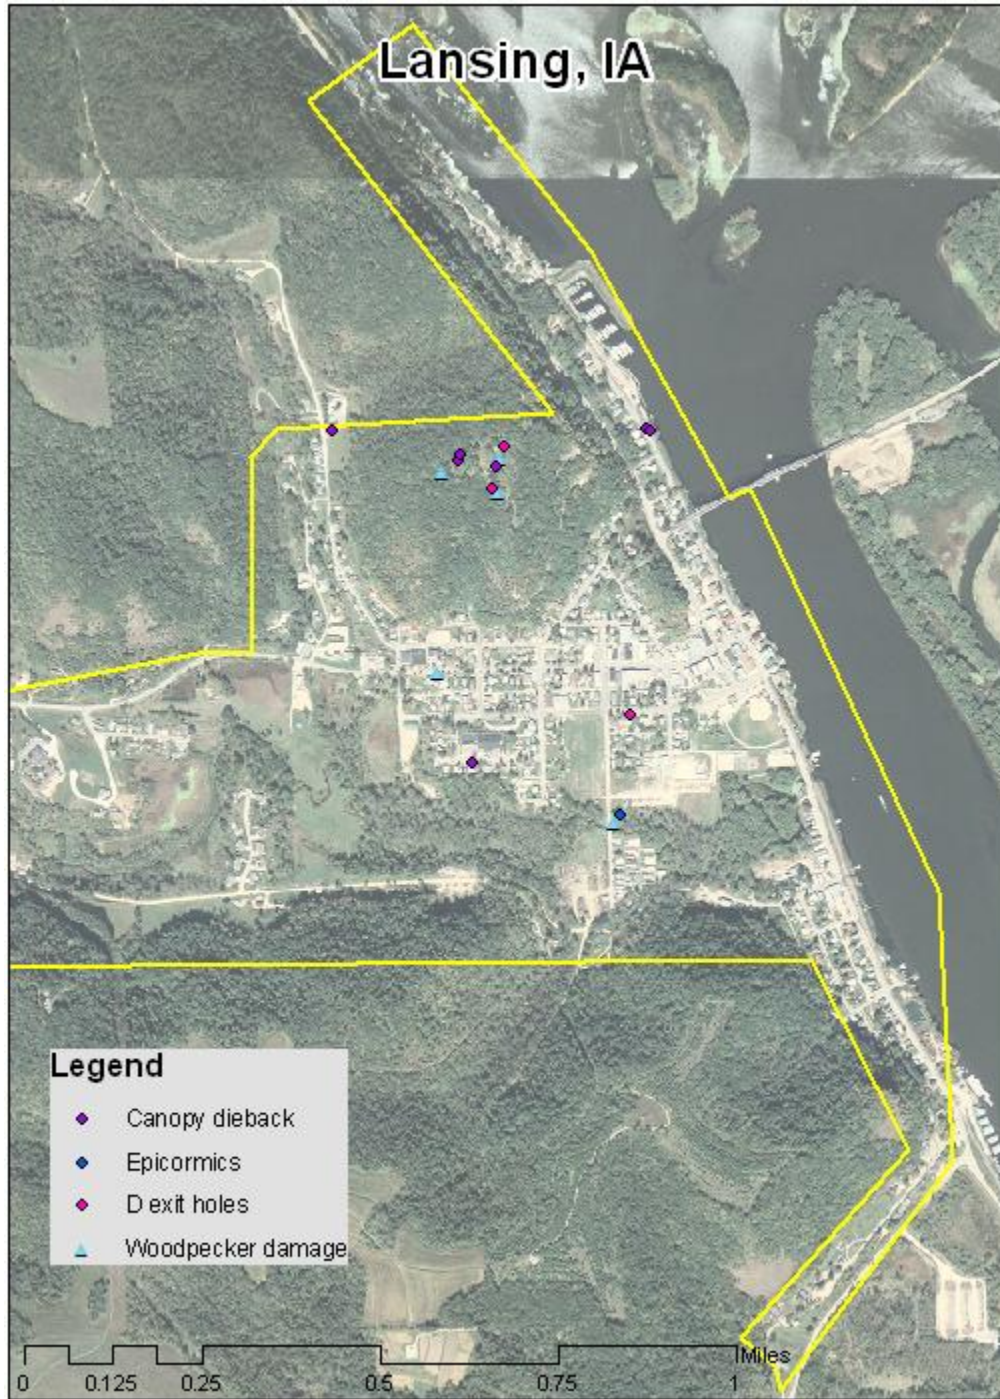 Lansing, IA
Legend
Canopy dieback
Epicormics
D exit holes
Woodpecker damage
Miles
0 0.125 0.25 0.5 0.75 1